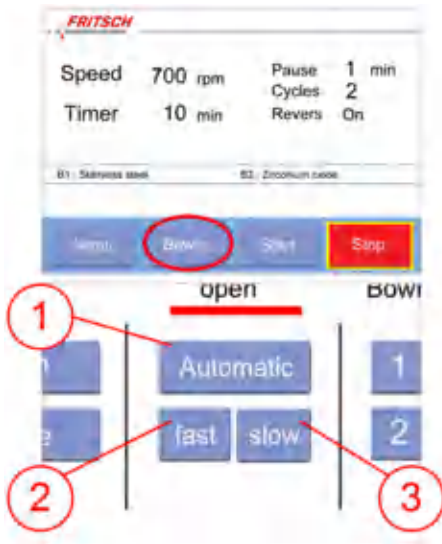 FRITSCH
Speed 700 rpm
Pause 1 min
Cycles 2
Timer 10 min
Revers On
B1 : Stainless steel
B2 : Zirconium oxide
Start
Stop
open
Bowl
1
Automatic
1
fast
slow
2
2
3